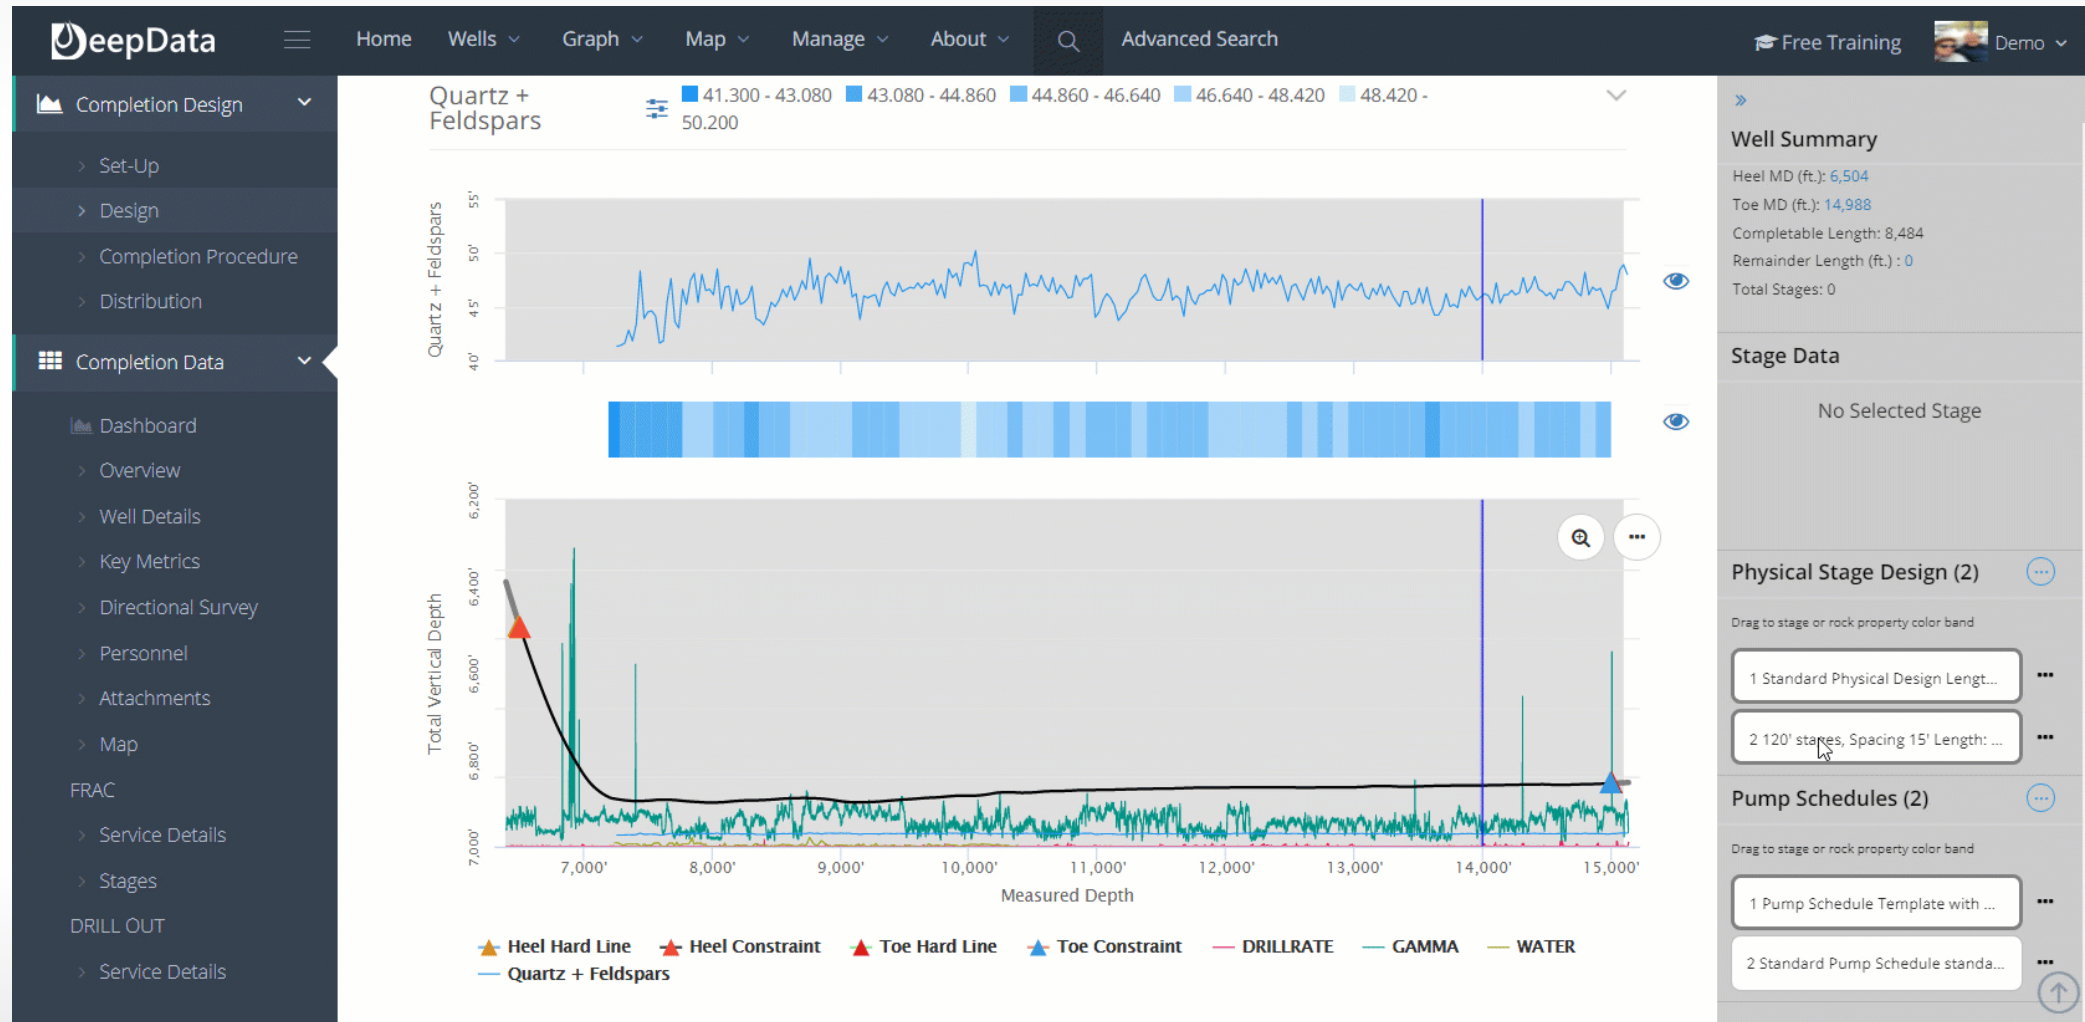 DeepData
Home
Wells
Graph
Map
Manage
About
Advanced Search
Free Training
Demo
Completion Design
Set-Up
Design
Completion Procedure
Distribution
Completion Data
Dashboard
Overview
Well Details
Key Metrics
Directional Survey
Personnel
Attachments
Map
FRAC
Service Details
Stages
DRILL OUT
Service Details
Quartz +
Feldspars
41.300 - 43.080
43.080 - 44.860
44.860 - 46.640
46.640 - 48.420
48.420 -
50.200
Quartz + Feldspars
55'
50'
45'
40'
Total Vertical Depth
6,200'
6,400'
6,600'
6,800'
7,000'
7,000'
8,000'
9,000'
10,000'
11,000'
12,000'
13,000'
14,000'
15,000'
Measured Depth
Heel Hard Line
Heel Constraint
Toe Hard Line
Toe Constraint
DRILLRATE
GAMMA
WATER
Quartz + Feldspars
Well Summary
Heel MD (ft.): 6,504
Toe MD (ft.): 14,988
Completable Length: 8,484
Remainder Length (ft.) : 0
Total Stages: 0
Stage Data
No Selected Stage
Physical Stage Design (2)
Drag to stage or rock property color band
1 Standard Physical Design Lengt...
2 120' stages, Spacing 15' Length: ...
Pump Schedules (2)
Drag to stage or rock property color band
1 Pump Schedule Template with ...
2 Standard Pump Schedule standa...